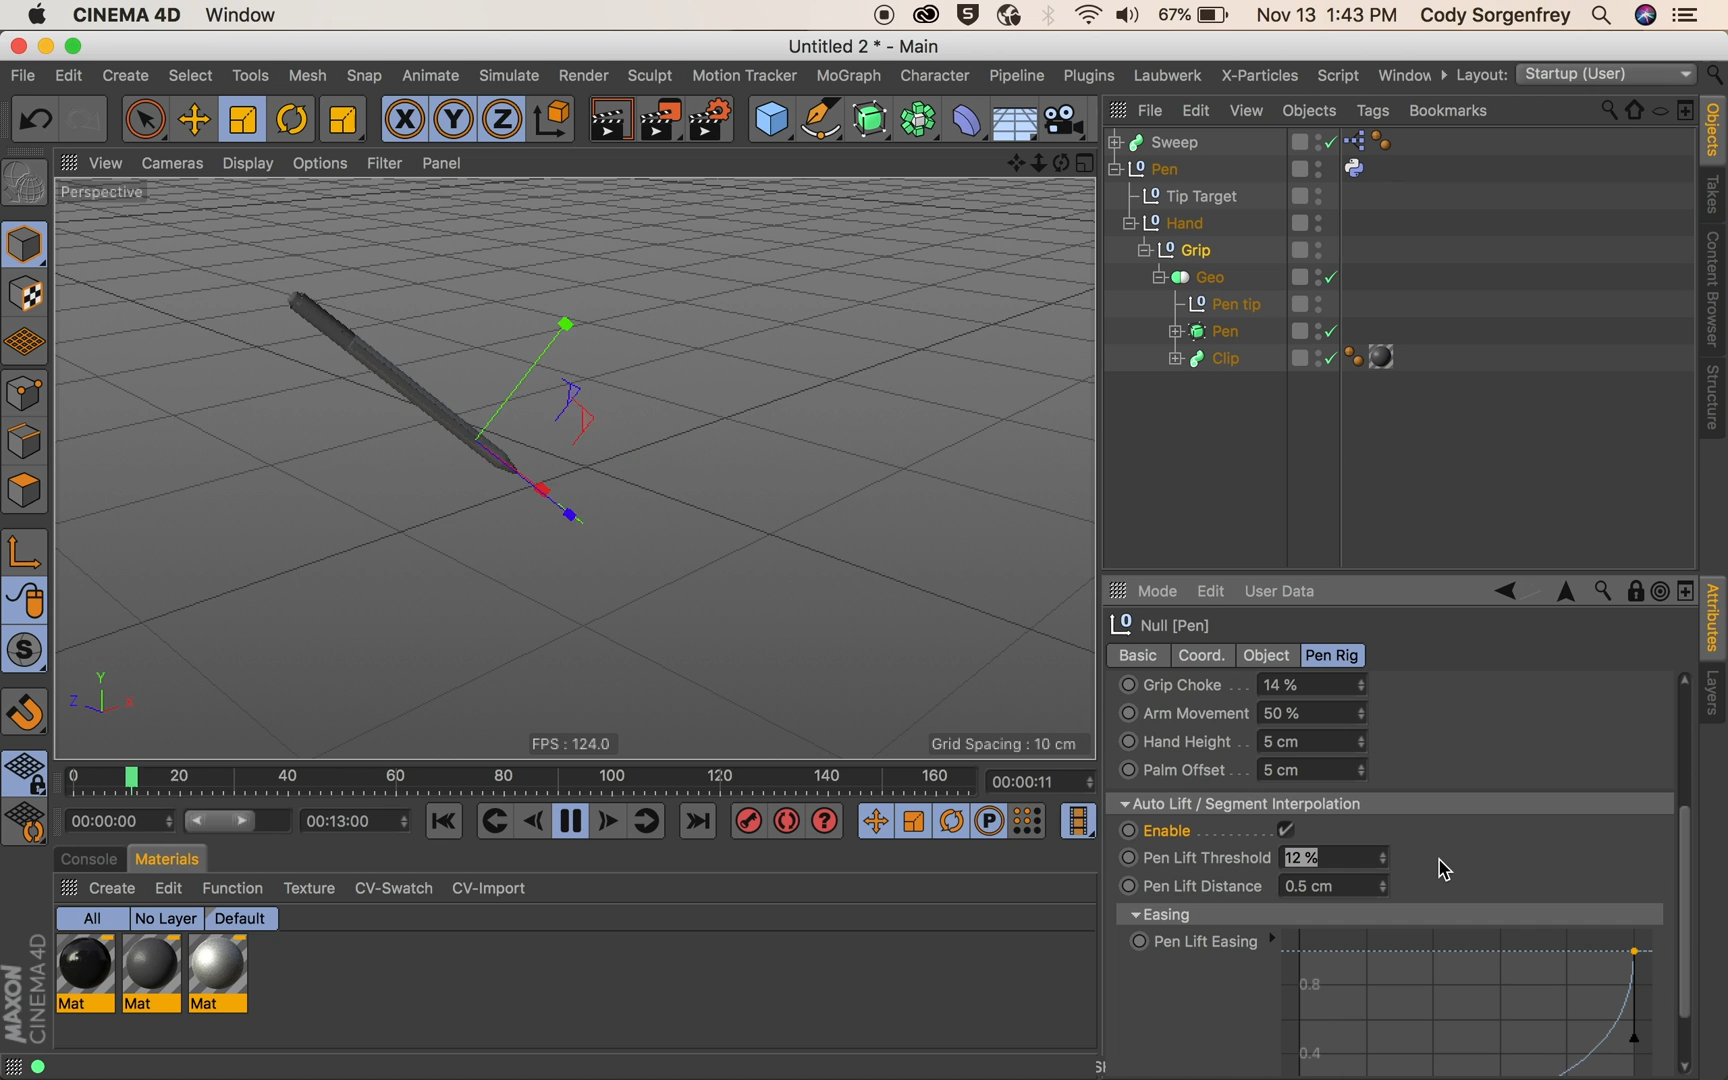 CINEMA 4D Window 67% Nov 13 1:43 PM Cody Sorgenfrey
Untitled 2 * - Main
File Edit Create Select Tools Mesh Snap Animate Simulate Render Sculpt Motion Tracker MoGraph Character Pipeline Plugins Laubwerk X-Particles Script Window Layout: Startup (User)
X Y Z
File Edit View Objects Tags Bookmarks
View Cameras Display Options Filter Panel
Perspective
Sweep
Pen
Tip Target
Hand
Grip
Geo
Pen tip
Pen
Clip
Objects
Takes
Content Browser
Structure
Y
Z X
FPS : 124.0
Grid Spacing : 10 cm
0 20 40 60 80 100 120 140 160 00:00:11
00:00:00 00:13:00
Console Materials
Create Edit Function Texture CV-Switch CV-Import
All No Layer Default
Mat Mat Mat
MAXON
CINEMA 4D
Mode Edit User Data
Null [Pen]
Basic Coord. Object Pen Rig
Grip Choke . . . 14 %
Arm Movement 50 %
Hand Height . . 5 cm
Palm Offset . . . 5 cm
Auto Lift / Segment Interpolation
Enable . . . . . . . . . .
Pen Lift Threshold 12 %
Pen Lift Distance 0.5 cm
Easing
Pen Lift Easing
0.8
0.4
Attributes
Layers